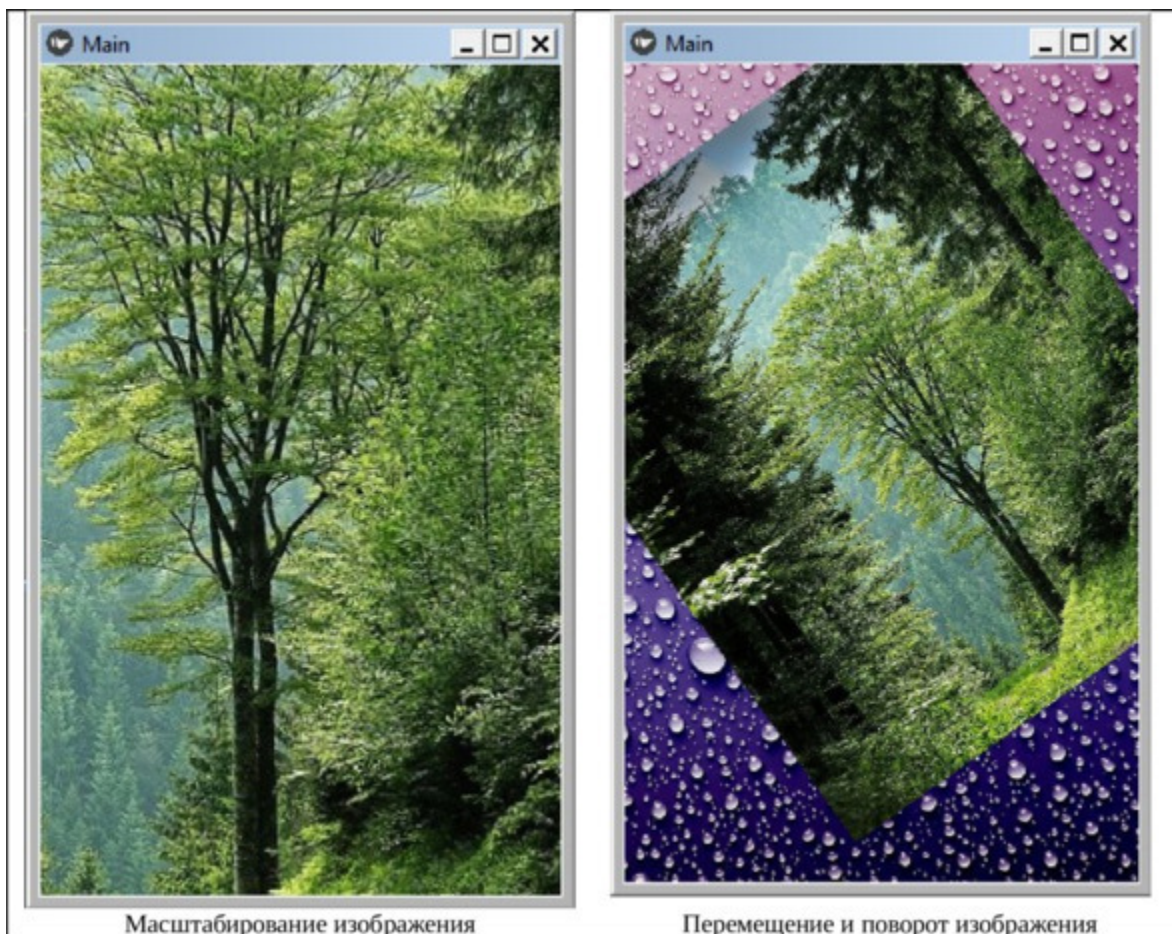 Main
Main
Масштабирование изображения
Перемещение и поворот изображения